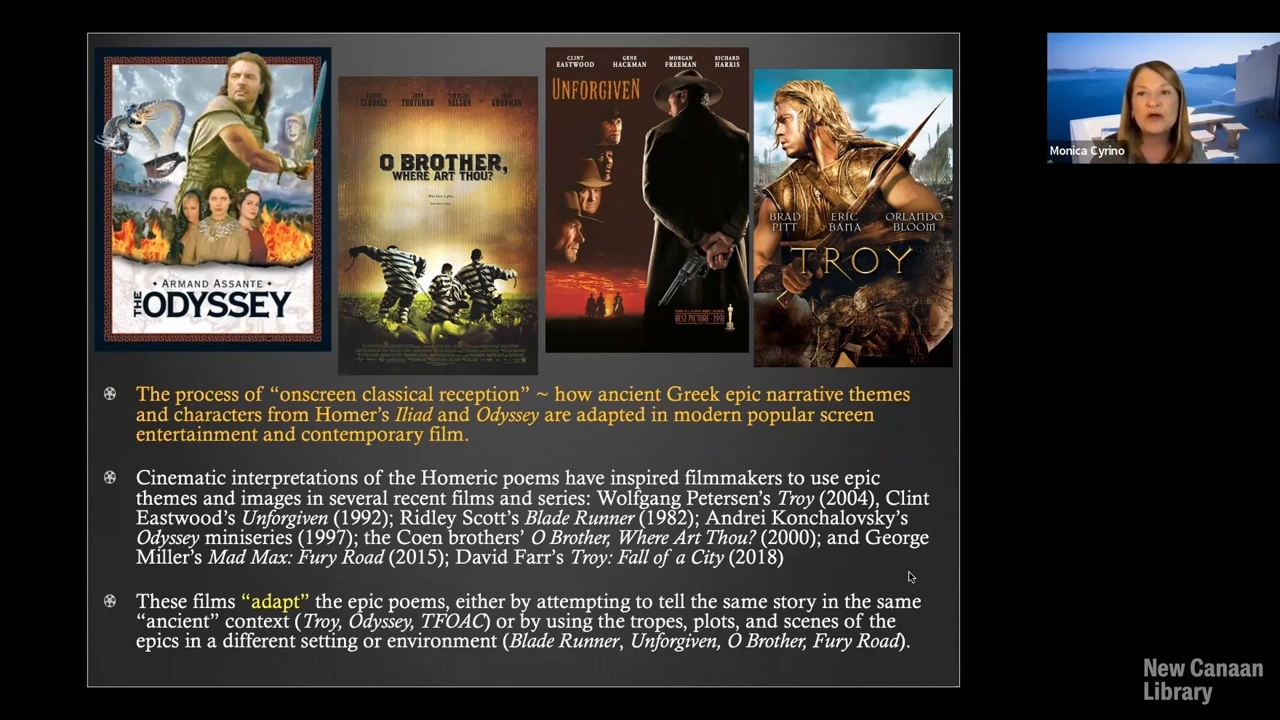 CLINT EASTWOOD GENE HACKMAN MORGAN FREEMAN RICHARD HARRIS
UNFORGIVEN
CLOONEY TURTURRO NELSON GOODMAN
O BROTHER,
WHERE ART THOU?
BRAD PITT ERIC BANA ORLANDO BLOOM
TROY
• ARMAND ASSANTE •
THE ODYSSEY
BEST PICTURE 1992
The process of “onscreen classical reception” ~ how ancient Greek epic narrative themes
and characters from Homer’s Iliad and Odyssey are adapted in modern popular screen
entertainment and contemporary film.
Cinematic interpretations of the Homeric poems have inspired filmmakers to use epic
themes and images in several recent films and series: Wolfgang Petersen’s Troy (2004), Clint
Eastwood’s Unforgiven (1992); Ridley Scott’s Blade Runner (1982); Andrei Konchalovsky’s
Odyssey miniseries (1997); the Coen brothers’ O Brother, Where Art Thou? (2000); and George
Miller’s Mad Max: Fury Road (2015); David Farr’s Troy: Fall of a City (2018)
These films “adapt” the epic poems, either by attempting to tell the same story in the same
“ancient” context (Troy, Odyssey, TFOAC) or by using the tropes, plots, and scenes of the
epics in a different setting or environment (Blade Runner, Unforgiven, O Brother, Fury Road).
Monica Cyrino
New Canaan
Library